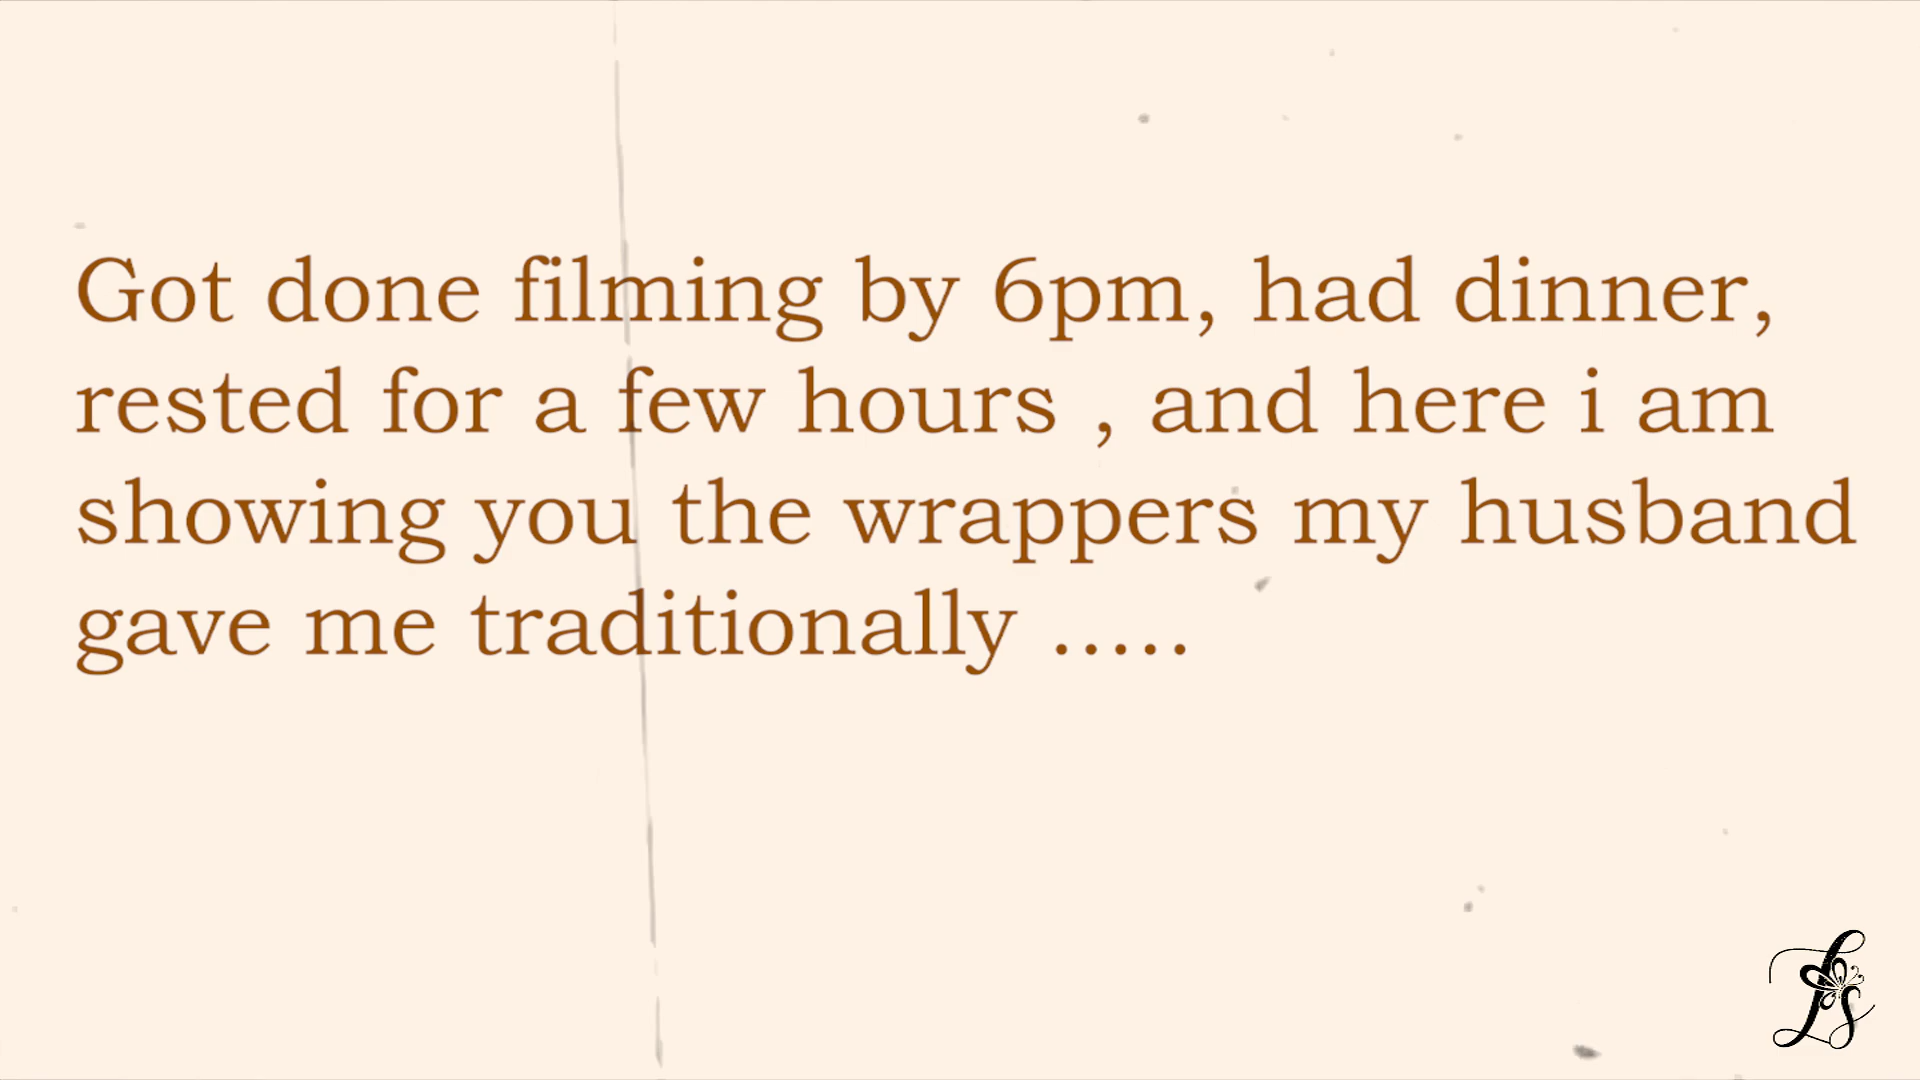 Got done filming by 6pm, had dinner,
rested for a few hours , and here i am
showing you the wrappers my husband
gave me traditionally .....